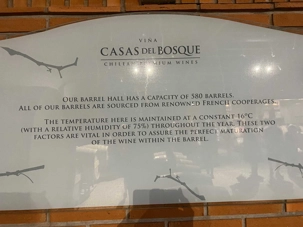 VIÑA
CASAS DEL BOSQUE
CHILEAN PREMIUM WINES
OUR BARREL HALL HAS A CAPACITY OF 580 BARRELS.
ALL OF OUR BARRELS ARE SOURCED FROM RENOWNED FRENCH COOPERAGES.
THE TEMPERATURE HERE IS MAINTAINED AT A CONSTANT 16°C
(WITH A RELATIVE HUMIDITY OF 75%) THROUGHOUT THE YEAR. THESE TWO
FACTORS ARE VITAL IN ORDER TO ASSURE THE PERFECT MATURATION
OF THE WINE WITHIN THE BARREL.